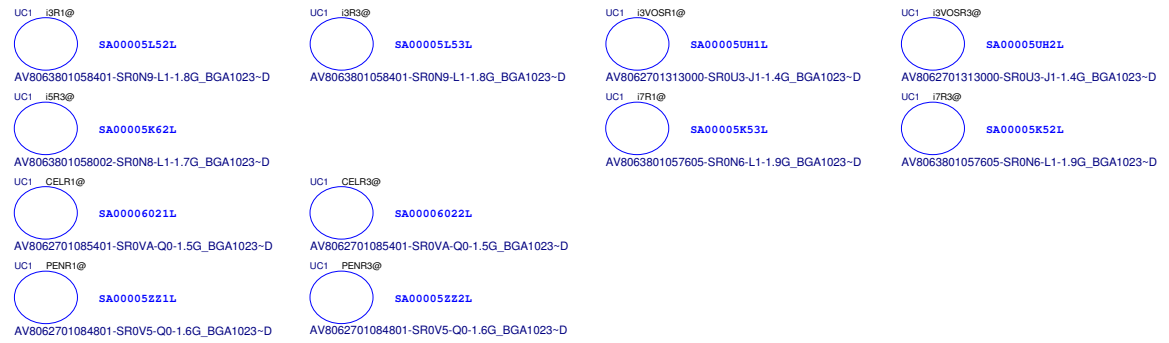 UC1 i3R1@ UC1 i3R3@ UC1 i3VOSR1@ UC1 i3VOSR3@
SA00005L52L SA00005L53L SA00005UH1L SA00005UH2L
AV8063801058401-SR0N9-L1-1.8G_BGA1023~D AV8063801058401-SR0N9-L1-1.8G_BGA1023~D AV8062701313000-SR0U3-J1-1.4G_BGA1023~D AV8062701313000-SR0U3-J1-1.4G_BGA1023~D
UC1 i5R3@ UC1 i7R1@ UC1 i7R3@
SA00005K62L SA00005K53L SA00005K52L
AV8063801058002-SR0N8-L1-1.7G_BGA1023~D AV8063801057605-SR0N6-L1-1.9G_BGA1023~D AV8063801057605-SR0N6-L1-1.9G_BGA1023~D
UC1 CELR1@ UC1 CELR3@
SA00006021L SA00006022L
AV8062701085401-SR0VA-Q0-1.5G_BGA1023~D AV8062701085401-SR0VA-Q0-1.5G_BGA1023~D
UC1 PENR1@ UC1 PENR3@
SA00005ZZ1L SA00005ZZ2L
AV8062701084801-SR0V5-Q0-1.6G_BGA1023~D AV8062701084801-SR0V5-Q0-1.6G_BGA1023~D